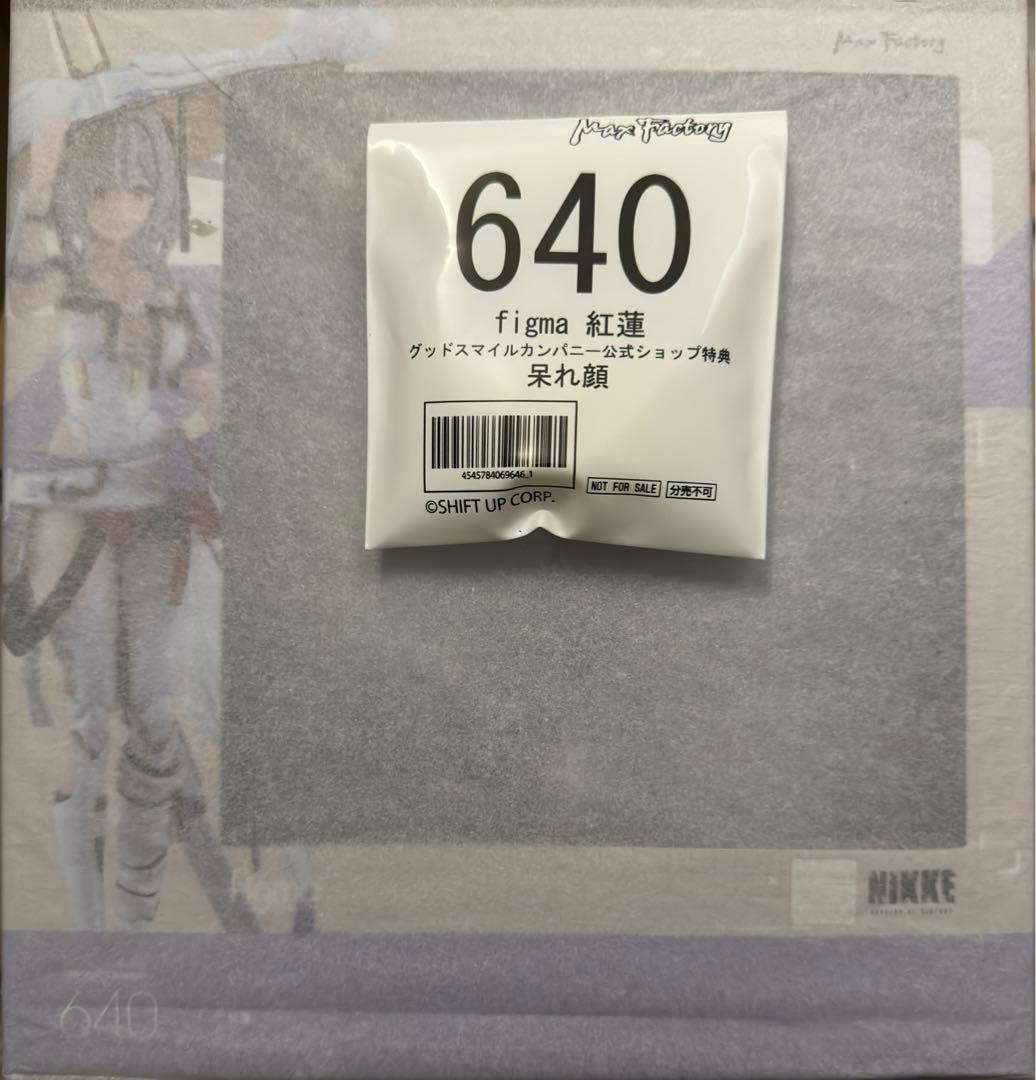 Max Factory
Max Factory
640
figma 紅蓮
グッドスマイルカンパニー公式ショップ特典
呆れ顔
4545784069646_1
NOT FOR SALE 分売不可
©SHIFT UP CORP.
NIKKE
640